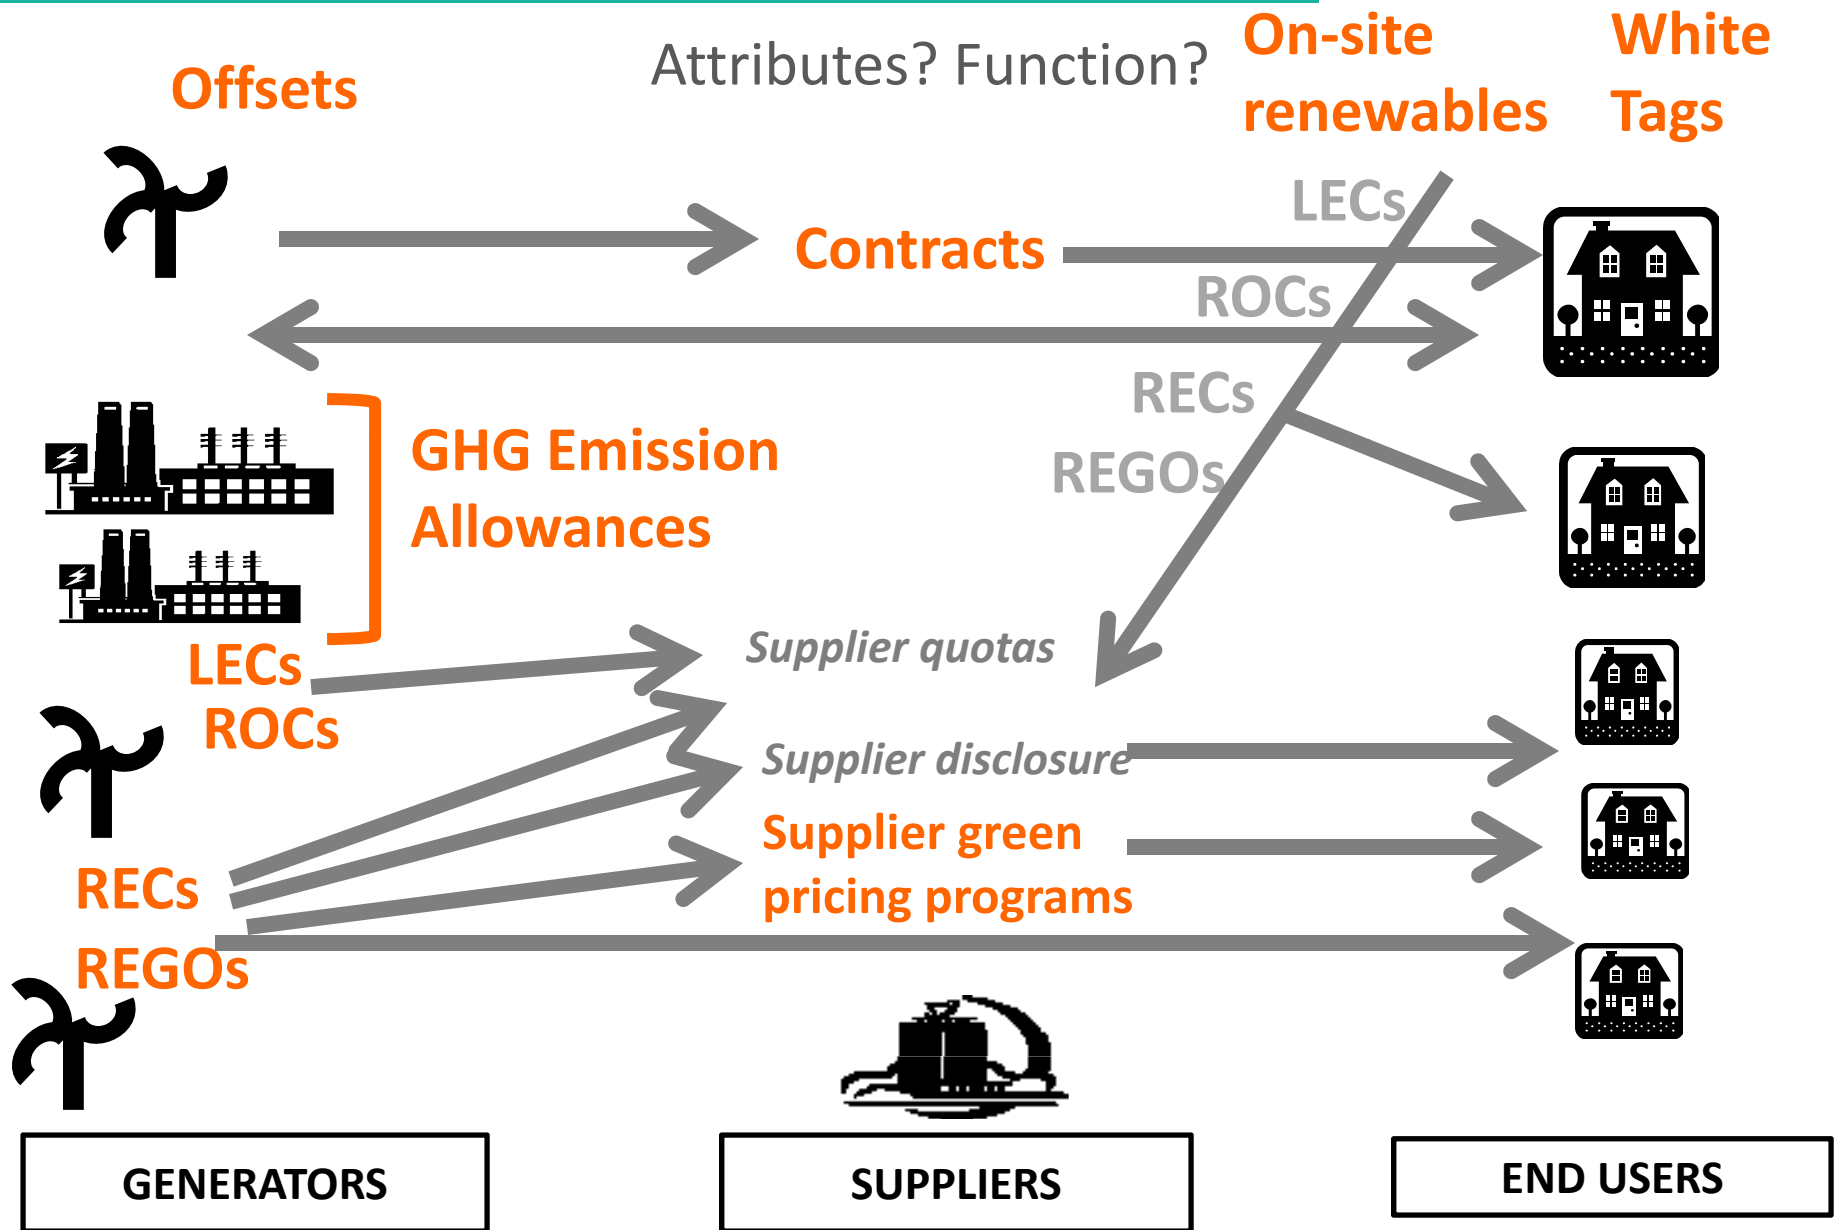 Attributes? Function?
Offsets
On-site
renewables
White
Tags
LECs
Contracts
ROCs
RECs
REGOs
GHG Emission
Allowances
LECs
ROCs
Supplier quotas
Supplier disclosure
Supplier green
pricing programs
RECs
REGOs
GENERATORS
SUPPLIERS
END USERS